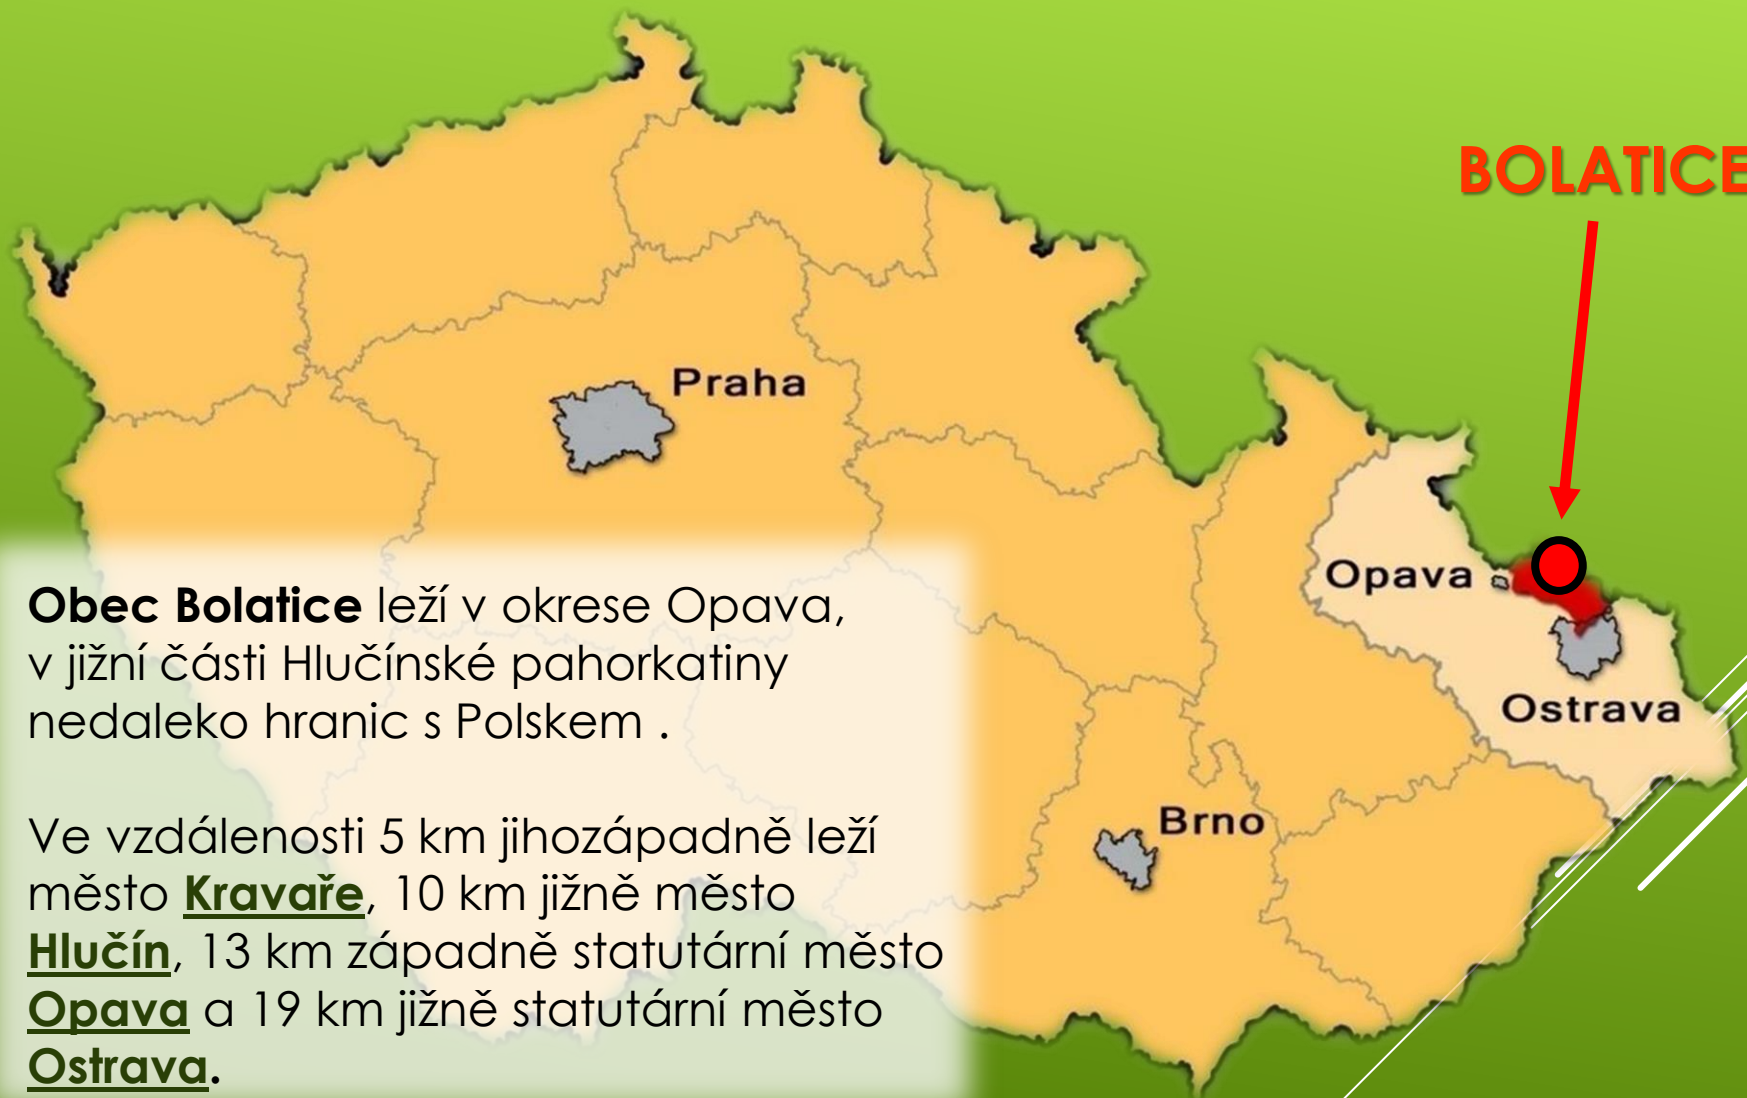 BOLATICE
Praha
Opava
Ostrava
Brno
Obec Bolatice leží v okrese Opava,
v jižní části Hlučínské pahorkatiny
nedaleko hranic s Polskem .
Ve vzdálenosti 5 km jihozápadně leží
město Kravaře, 10 km jižně město
Hlučín, 13 km západně statutární město
Opava a 19 km jižně statutární město
Ostrava.